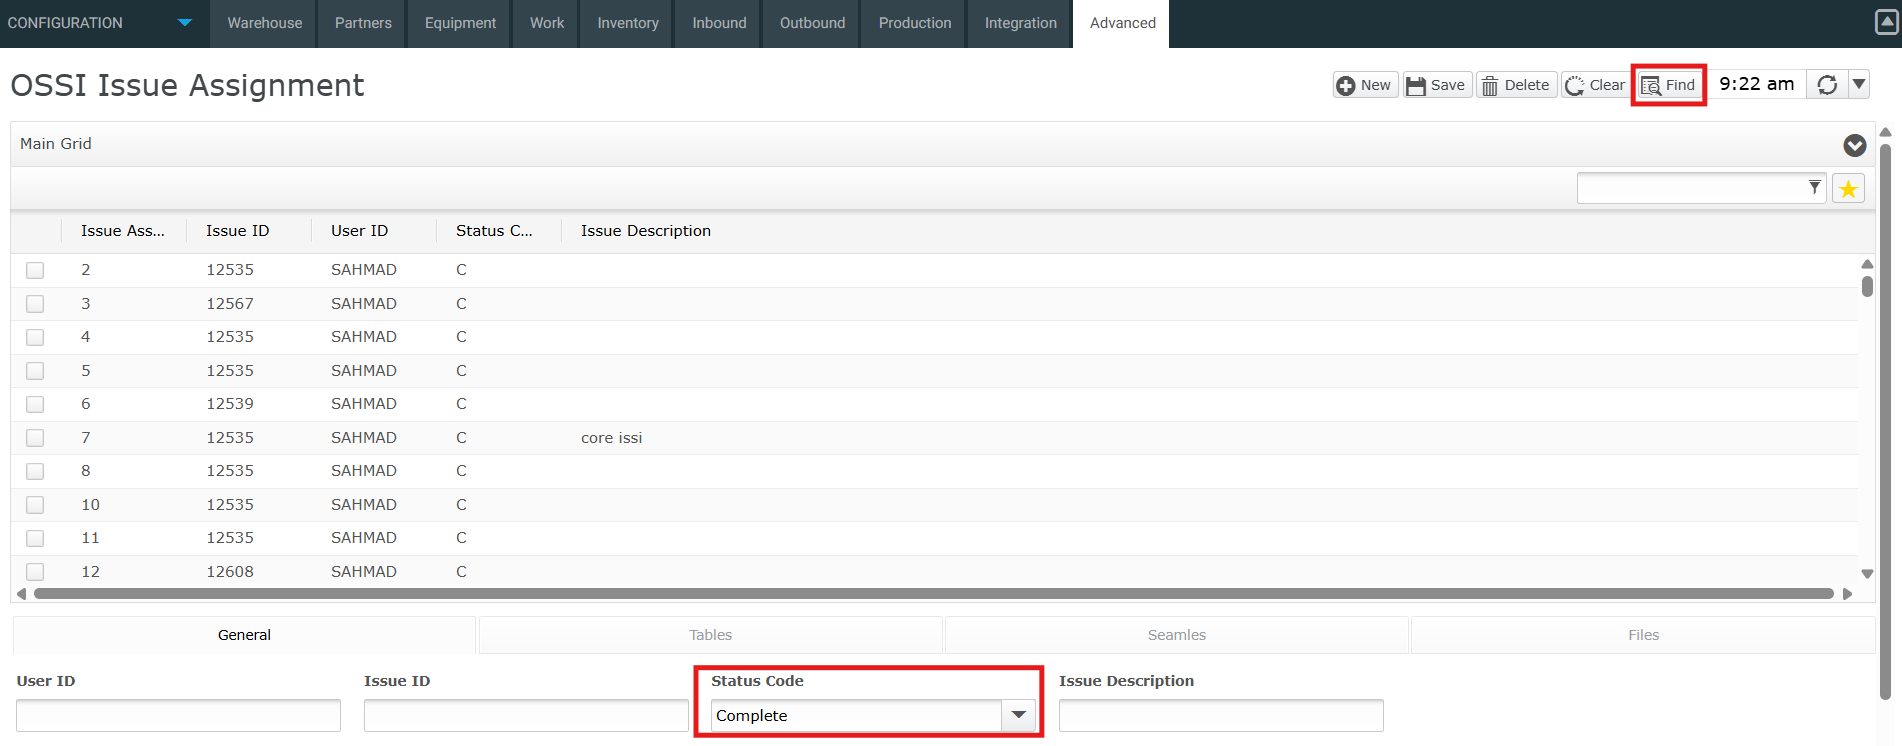 CONFIGURATION Warehouse Partners Equipment Work Inventory Inbound Outbound Production Integration Advanced
OSSI Issue Assignment
New Save Delete Clear Find 9:22 am
Main Grid
Issue Ass... Issue ID User ID Status C... Issue Description
2 12535 SAHMAD C
3 12567 SAHMAD C
4 12535 SAHMAD C
5 12535 SAHMAD C
6 12539 SAHMAD C
7 12535 SAHMAD C core issi
8 12535 SAHMAD C
10 12535 SAHMAD C
11 12535 SAHMAD C
12 12608 SAHMAD C
General Tables Seamles Files
User ID Issue ID Status Code Issue Description
Complete